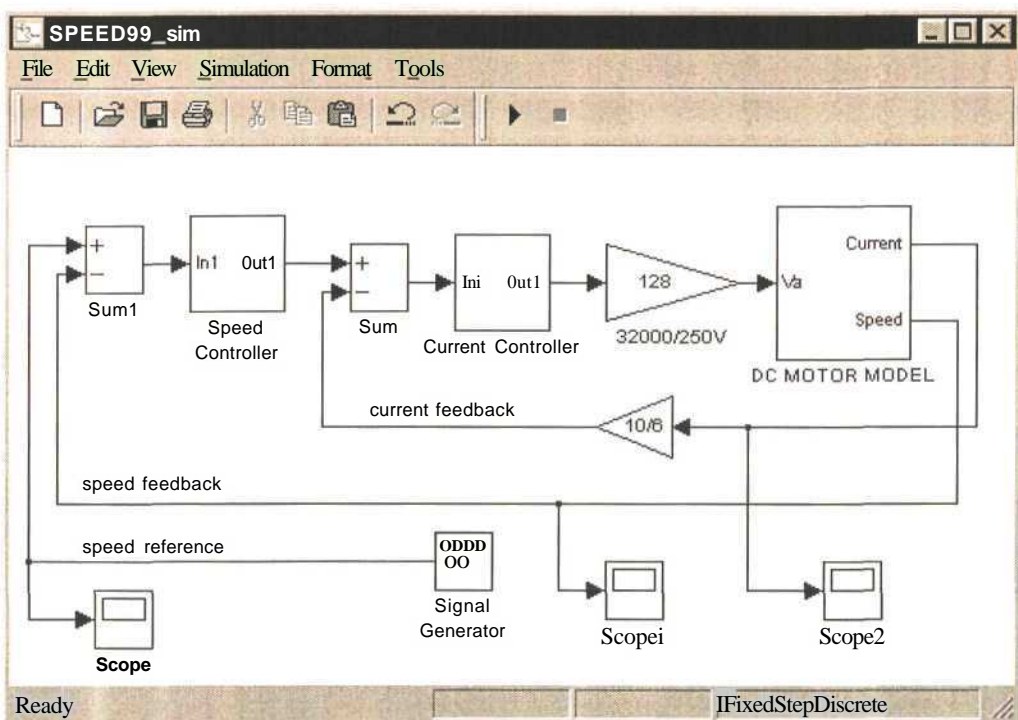 SPEED99_sim
File Edit View Simulation Format Tools
+
−
Sum1
In1 0ut1
Speed
Controller
+
−
Sum
Ini 0ut1
Current Controller
128
32000/250V
Va
Current
Speed
DC MOTOR MODEL
current feedback
10/6
speed feedback
speed reference
ODDD
OO
Signal
Generator
Scope
Scopei
Scope2
Ready
IFixedStepDiscrete